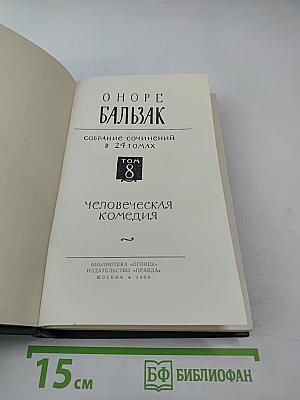 ОНОРЕ
БАЛЬЗАК
СОБРАНИЕ СОЧИНЕНИЙ
В 24 ТОМАХ
ТОМ
8
ЧЕЛОВЕЧЕСКАЯ
КОМЕДИЯ
БИБЛИОТЕКА «ОГОНЕК»
ИЗДАТЕЛЬСТВО «ПРАВДА»
МОСКВА • 1960
15 см
БФ БИБЛИОФАН